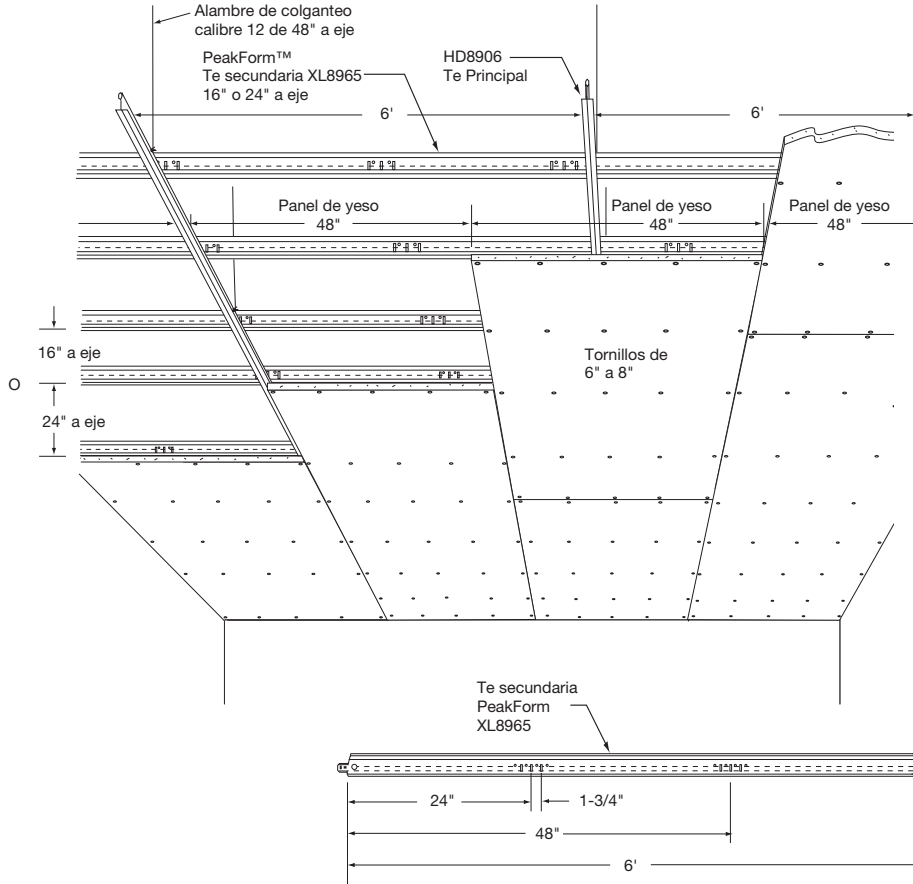 Alambre de colganteo
calibre 12 de 48" a eje
PeakForm™
Te secundaria XL8965
16" o 24" a eje
HD8906
Te Principal
6'
6'
Panel de yeso
48"
Panel de yeso
48"
Panel de yeso
48"
16" a eje
O
24" a eje
Tornillos de
6" a 8"
Te secundaria
PeakForm
XL8965
24"
1-3/4"
48"
6'